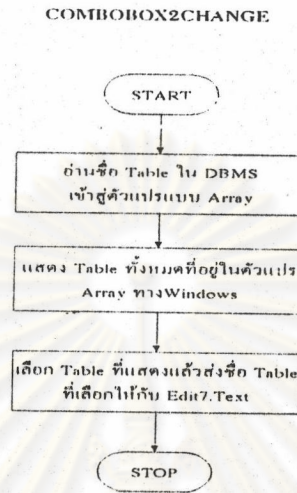 COMBOBOX2CHANGE
START
อ่านชื่อ Table ใน DBMS
เข้าสู่ตัวแปรแบบ Array
แสดง Table ทั้งหมดที่อยู่ในตัวแปร
Array ทางWindows
เลือก Table ที่แสดงแล้วส่งชื่อ Table
ที่เลือกให้กับ Edit7.Text
STOP